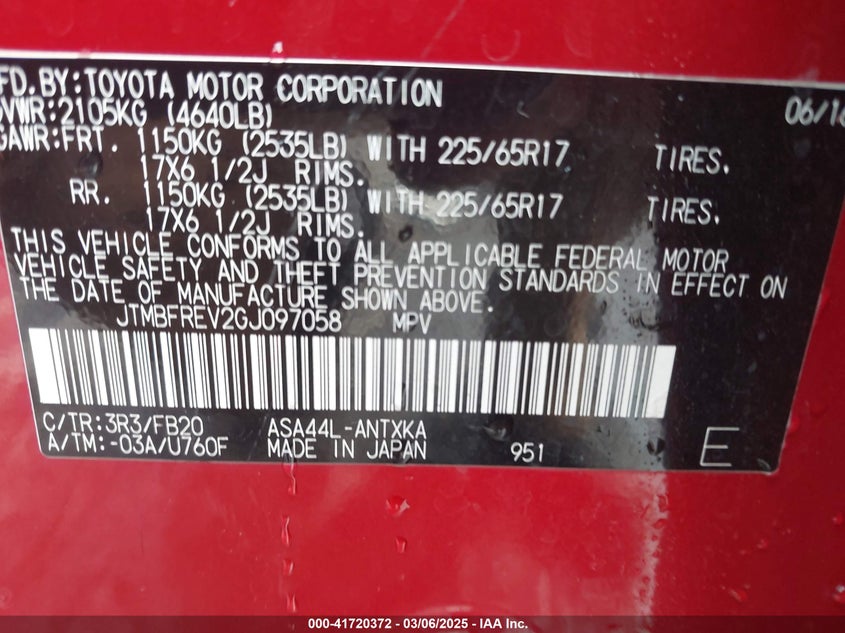 FD. BY: TOYOTA MOTOR CORPORATION 06/16
VWR: 2105KG (4640LB)
GAWR: FRT. 1150KG (2535LB) WITH 225/65R17 TIRES.
17X6 1/2J RIMS.
RR. 1150KG (2535LB) WITH 225/65R17 TIRES.
17X6 1/2J RIMS.
THIS VEHICLE CONFORMS TO ALL APPLICABLE FEDERAL MOTOR
VEHICLE SAFETY AND THEFT PREVENTION STANDARDS IN EFFECT ON
THE DATE OF MANUFACTURE SHOWN ABOVE.
JTMBFREV2GJ097058 MPV
C/TR: 3R3/FB20 ASA44L-ANTXKA
A/TM: -03A/U760F MADE IN JAPAN 951 E
000-41720372 — 03/06/2025 — IAA Inc.